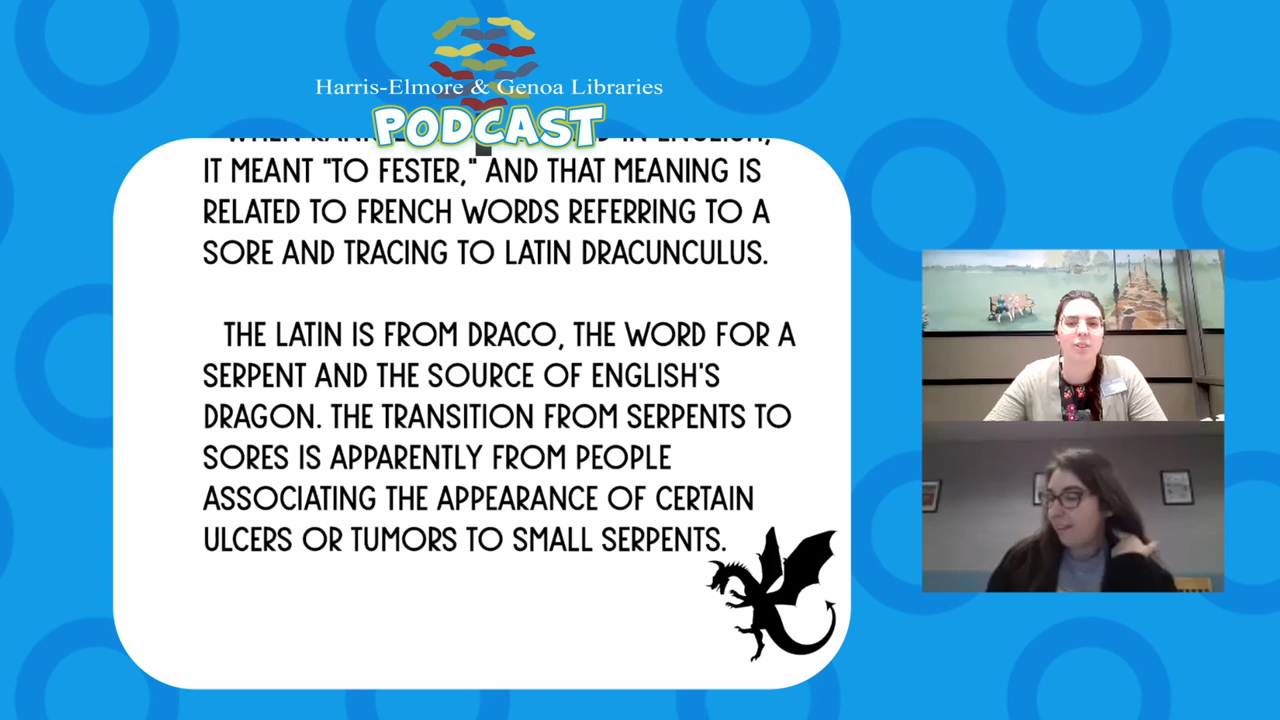 Harris-Elmore & Genoa Libraries
PODCAST
IN ENGLISH,
IT MEANT "TO FESTER," AND THAT MEANING IS
RELATED TO FRENCH WORDS REFERRING TO A
SORE AND TRACING TO LATIN DRACUNCULUS.
THE LATIN IS FROM DRACO, THE WORD FOR A
SERPENT AND THE SOURCE OF ENGLISH'S
DRAGON. THE TRANSITION FROM SERPENTS TO
SORES IS APPARENTLY FROM PEOPLE
ASSOCIATING THE APPEARANCE OF CERTAIN
ULCERS OR TUMORS TO SMALL SERPENTS.